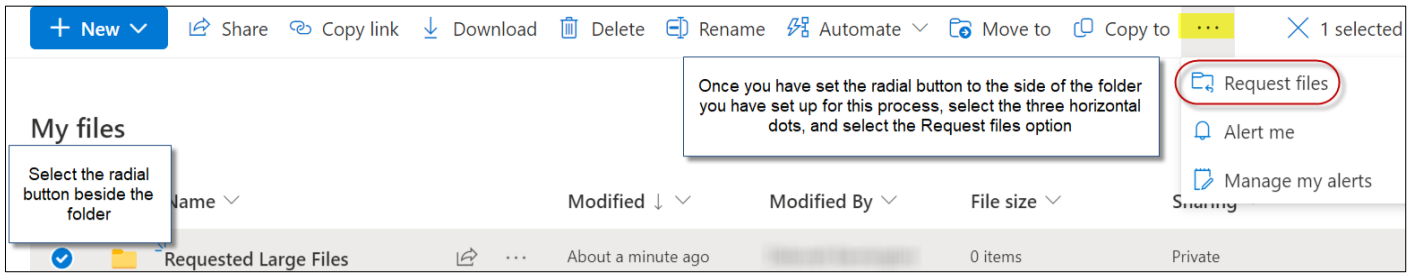 New
Share
Copy link
Download
Delete
Rename
Automate
Move to
Copy to
...
1 selected
Once you have set the radial button to the side of the folder
you have set up for this process, select the three horizontal
dots, and select the Request files option
Request files
Alert me
Manage my alerts
My files
Select the radial
button beside the
folder
Name
Modified ↓
Modified By
File size
Sharing
Requested Large Files
...
About a minute ago
0 items
Private